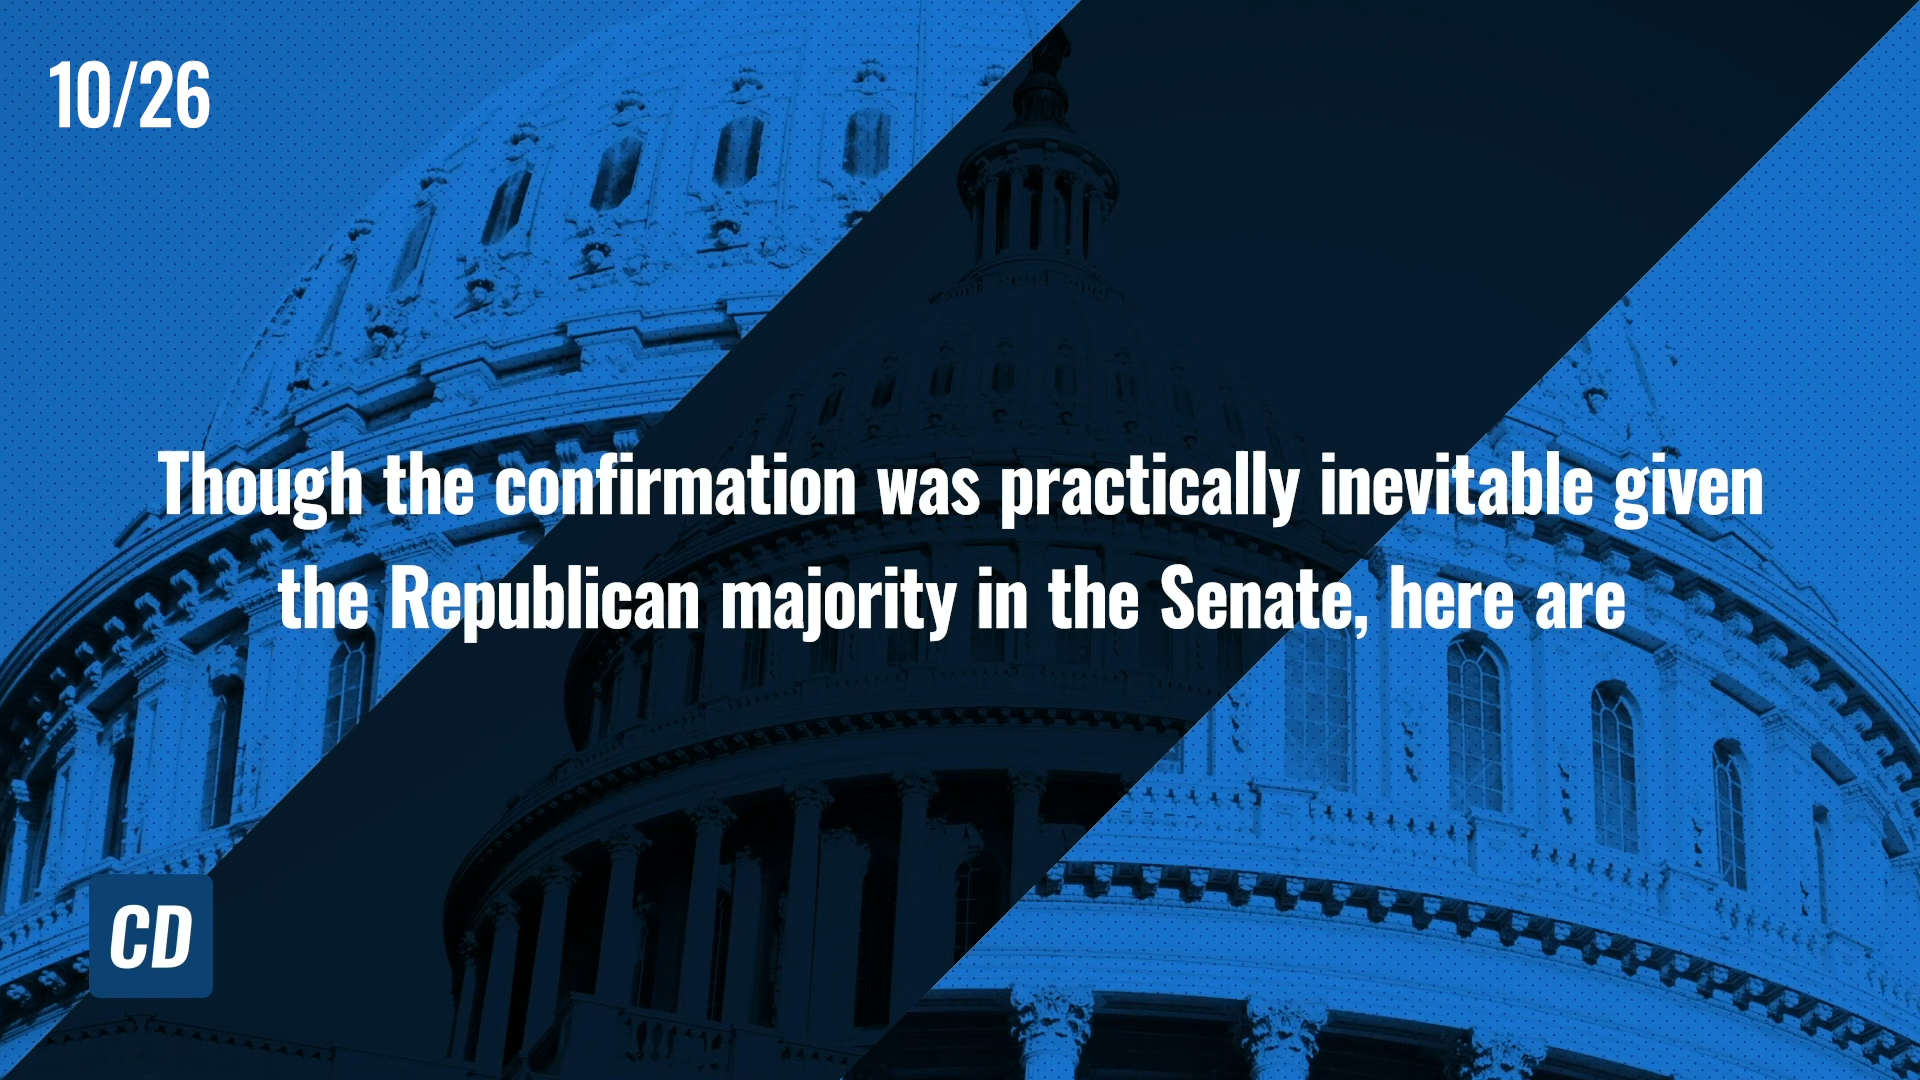 10/26
Though the confirmation was practically inevitable given
the Republican majority in the Senate, here are
CD